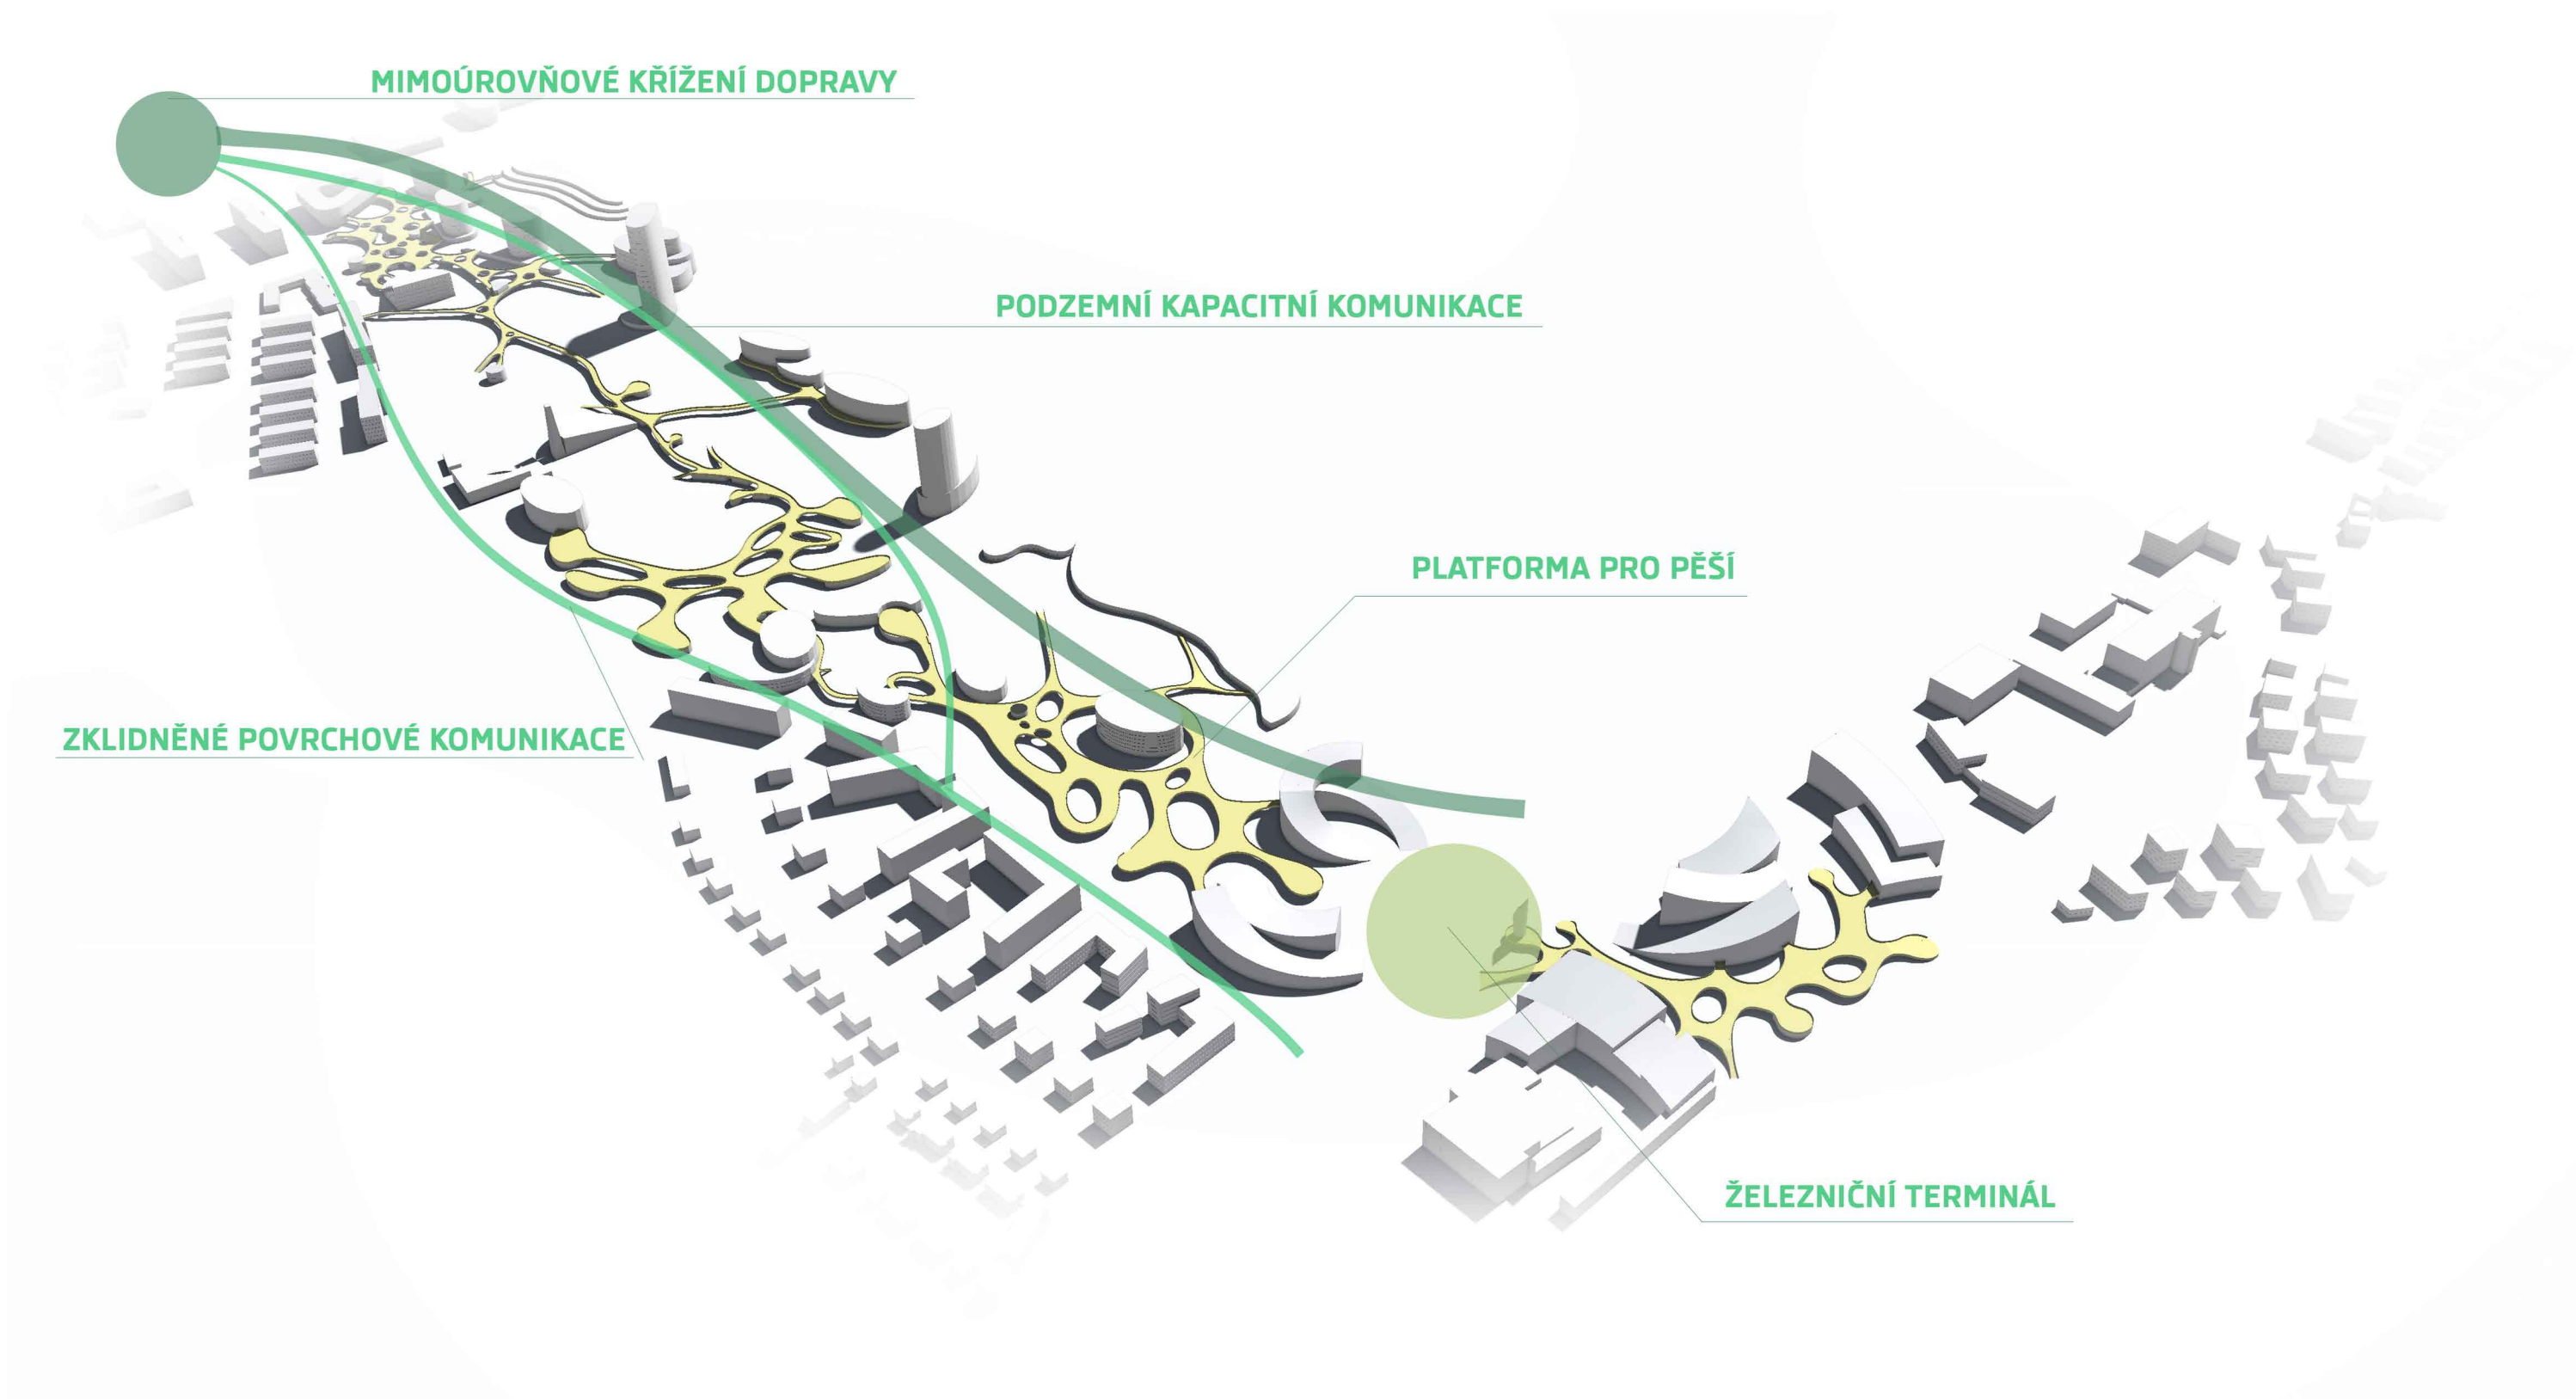 MIMOÚROVŇOVÉ KŘÍŽENÍ DOPRAVY
PODZEMNÍ KAPACITNÍ KOMUNIKACE
PLATFORMA PRO PĚŠÍ
ZKLIDNĚNÉ POVRCHOVÉ KOMUNIKACE
ŽELEZNIČNÍ TERMINÁL